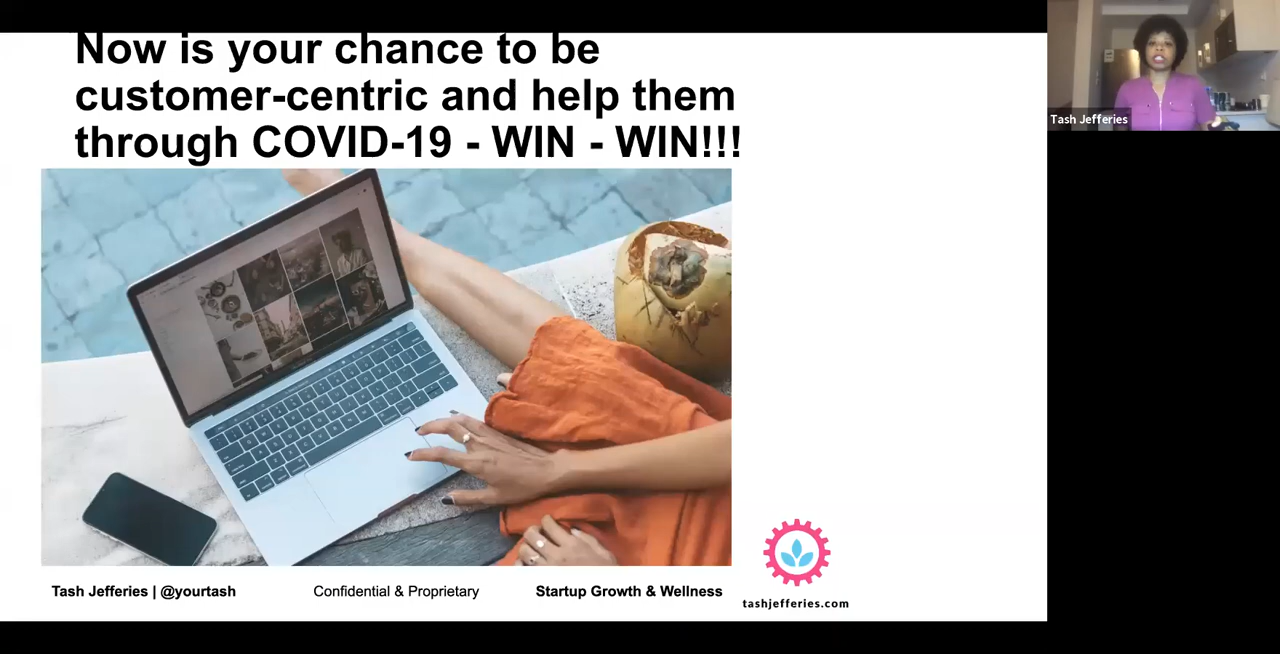 Now is your chance to be
customer-centric and help them
through COVID-19 - WIN - WIN!!!
Tash Jefferies
Tash Jefferies | @yourtash
Confidential & Proprietary
Startup Growth & Wellness
tashjefferies.com